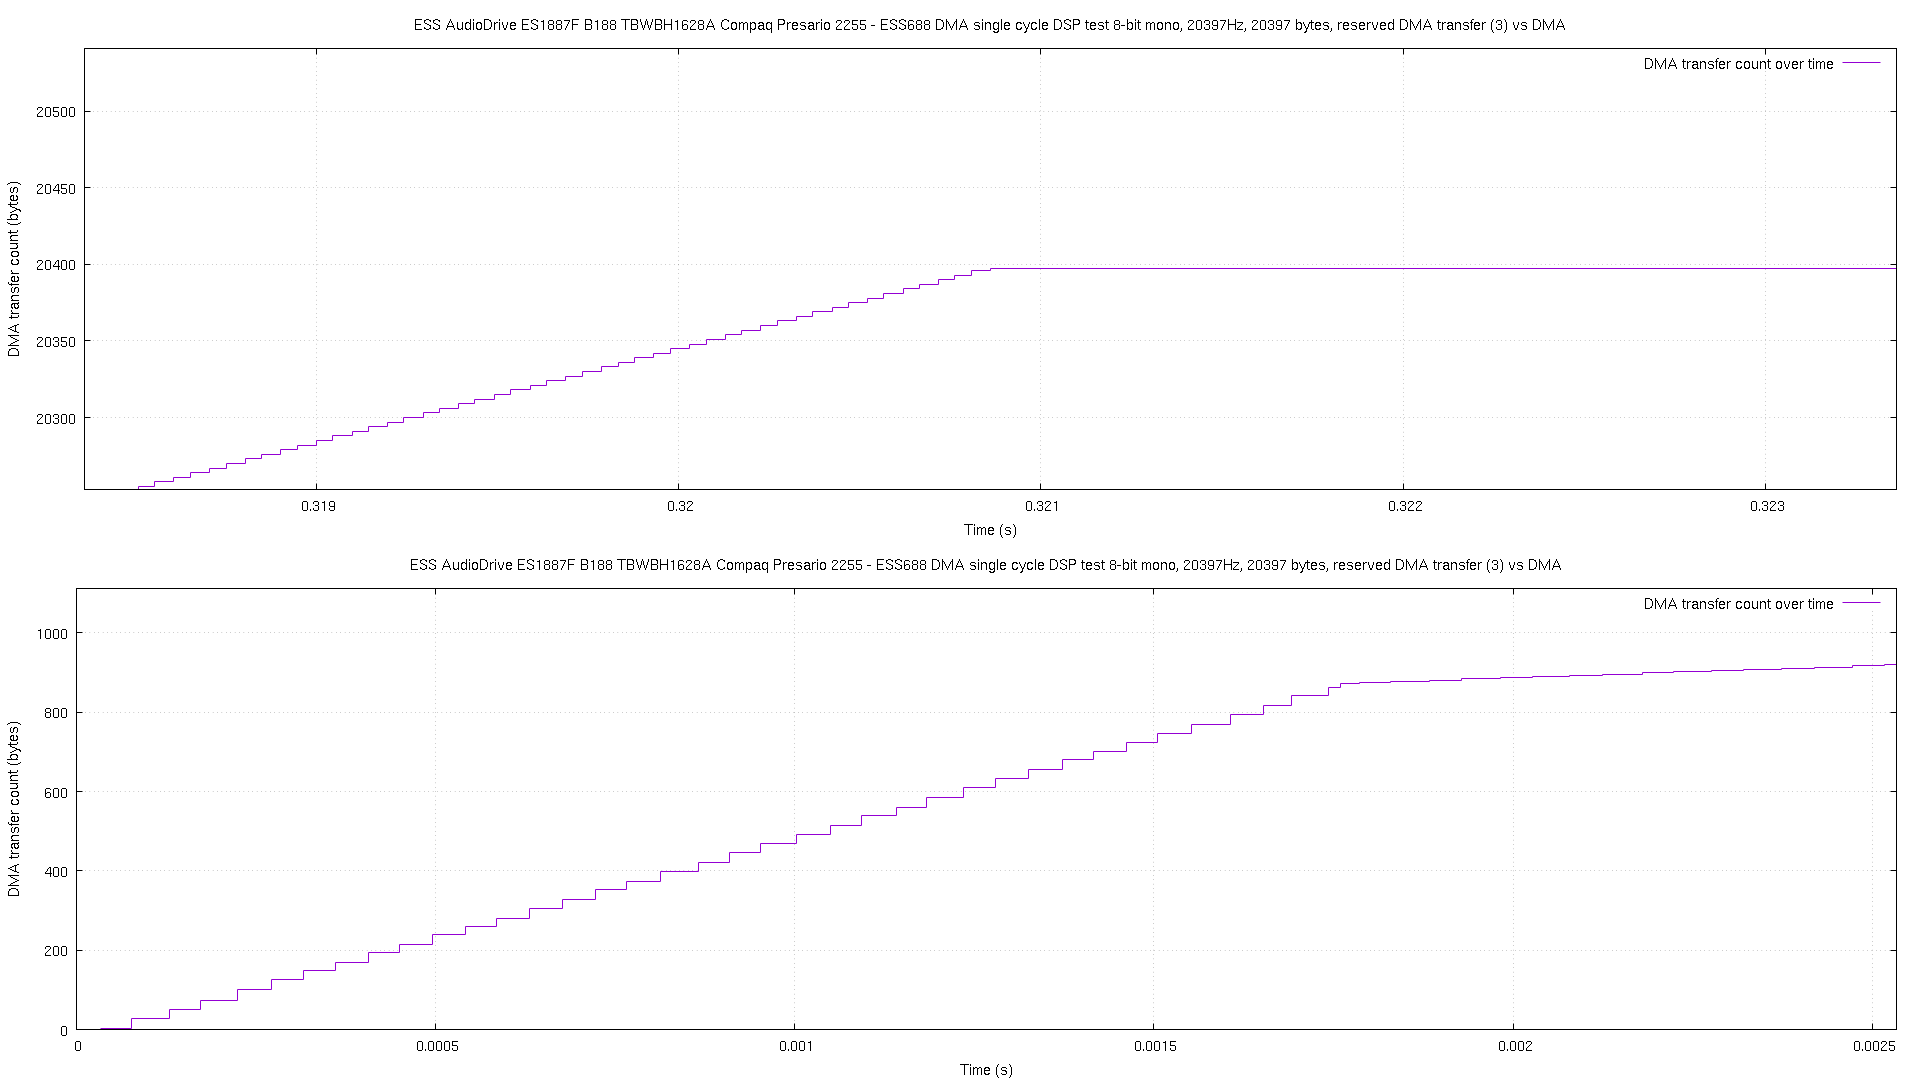 ESS AudioDrive ES1887F B188 TBWBH1628A Compaq Presario 2255 - ESS688 DMA single cycle DSP test 8-bit mono, 20397Hz, 20397 bytes, reserved DMA transfer (3) vs DMA
DMA transfer count over time
20500
20450
20400
20350
20300
DMA transfer count (bytes)
0.319 0.32 0.321 0.322 0.323
Time (s)
ESS AudioDrive ES1887F B188 TBWBH1628A Compaq Presario 2255 - ESS688 DMA single cycle DSP test 8-bit mono, 20397Hz, 20397 bytes, reserved DMA transfer (3) vs DMA
DMA transfer count over time
1000
800
600
400
200
0
DMA transfer count (bytes)
0 0.0005 0.001 0.0015 0.002 0.0025
Time (s)